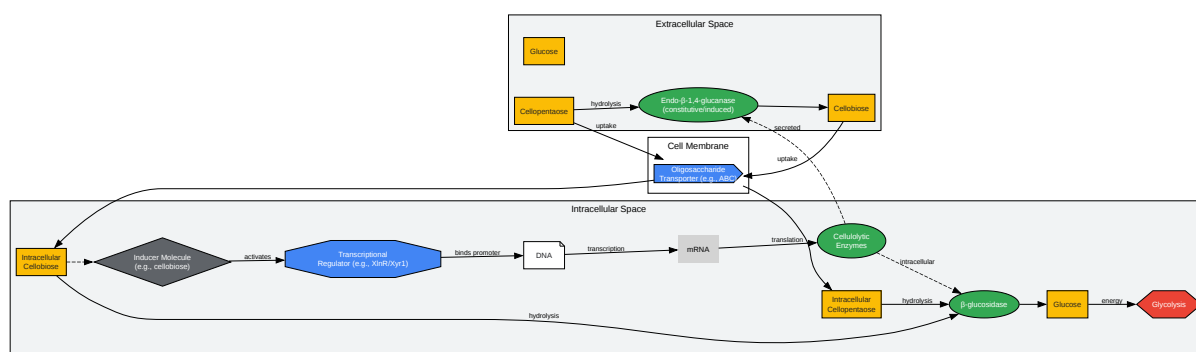 Extracellular Space
Glucose
Cellopentaose
hydrolysis
Endo-β-1,4-glucanase
(constitutive/induced)
Cellobiose
uptake
secreted
Cell Membrane
uptake
Oligosaccharide
Transporter (e.g., ABC)
Intracellular Space
Intracellular
Cellobiose
Inducer Molecule
(e.g., cellobiose)
activates
Transcriptional
Regulator (e.g., XlnR/Xyr1)
binds promoter
DNA
transcription
mRNA
translation
Cellulolytic
Enzymes
intracellular
Intracellular
Cellopentaose
hydrolysis
β-glucosidase
Glucose
energy
Glycolysis
hydrolysis